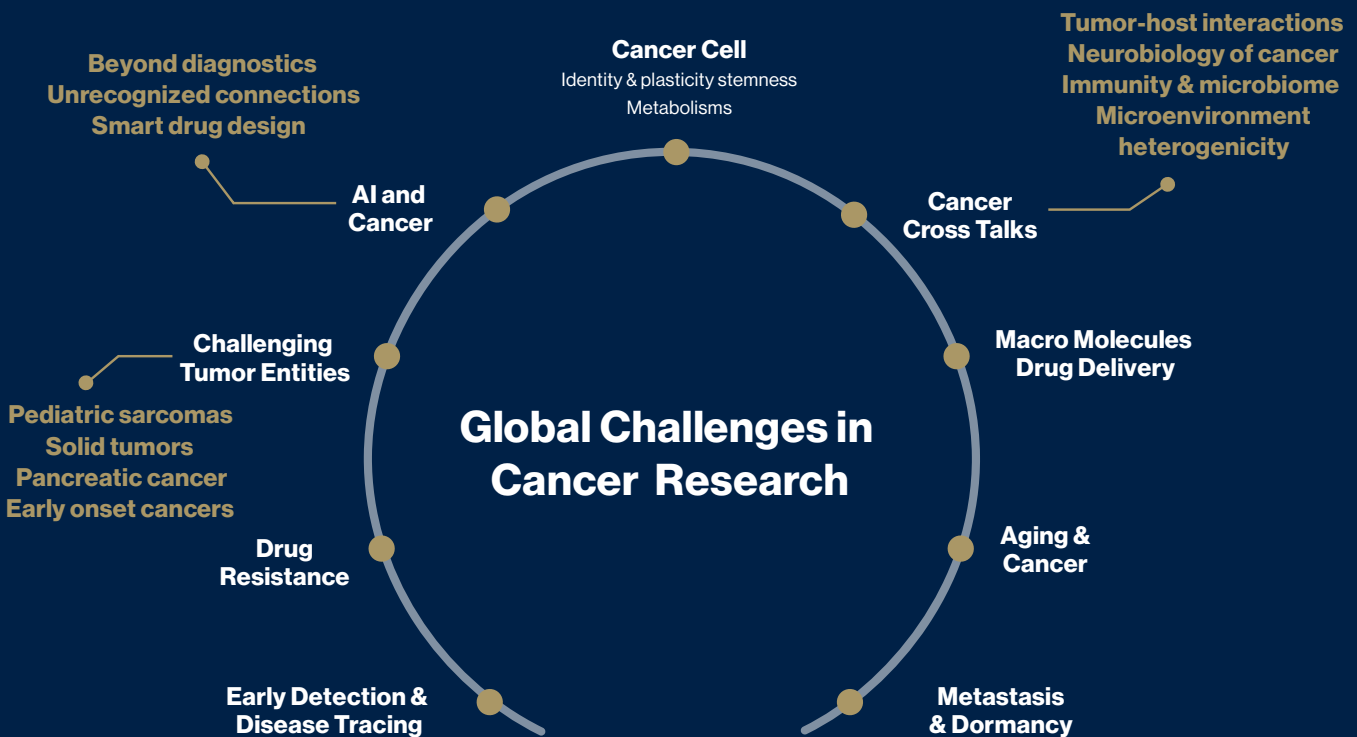 Cancer Cell
Identity & plasticity stemness
Metabolisms
Tumor-host interactions
Neurobiology of cancer
Immunity & microbiome
Microenvironment
heterogenicity
Beyond diagnostics
Unrecognized connections
Smart drug design
AI and
Cancer
Cancer
Cross Talks
Challenging
Tumor Entities
Macro Molecules
Drug Delivery
Pediatric sarcomas
Solid tumors
Pancreatic cancer
Early onset cancers
Global Challenges in
Cancer Research
Drug
Resistance
Aging &
Cancer
Early Detection &
Disease Tracing
Metastasis
& Dormancy